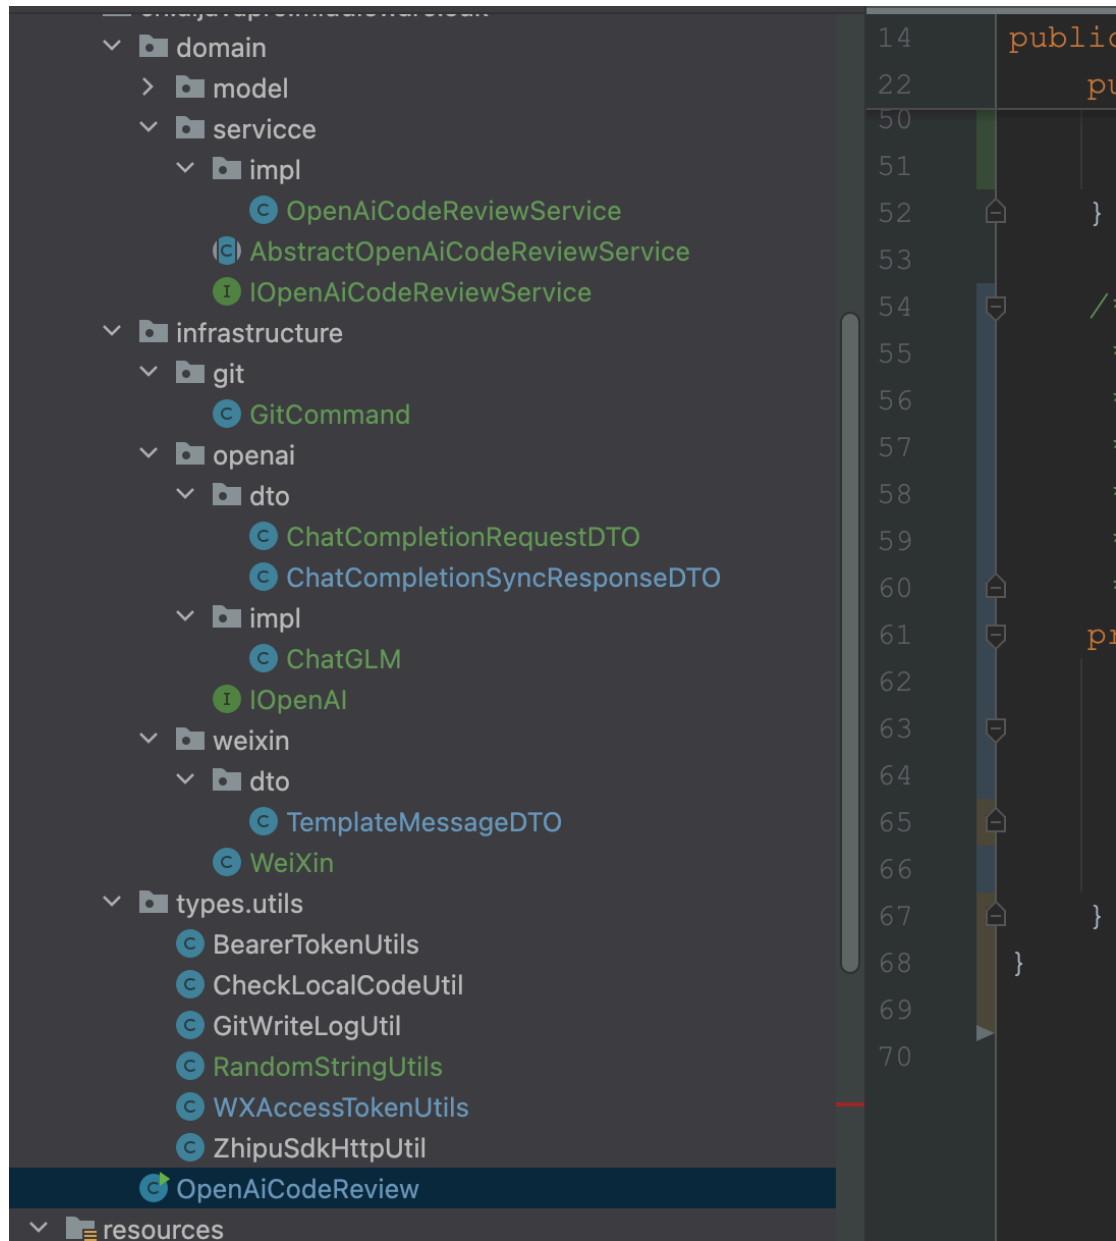 domain
model
servicce
impl
OpenAiCodeReviewService
AbstractOpenAiCodeReviewService
IOpenAiCodeReviewService
infrastructure
git
GitCommand
openai
dto
ChatCompletionRequestDTO
ChatCompletionSyncResponseDTO
impl
ChatGLM
IOpenAI
weixin
dto
TemplateMessageDTO
WeiXin
types.utils
BearerTokenUtils
CheckLocalCodeUtil
GitWriteLogUtil
RandomStringUtils
WXAccessTokenUtils
ZhipuSdkHttpUtil
OpenAiCodeReview
resources
14 public
22 pu
50
51
52 }
53
54 /*
55 *
56 *
57 *
58 *
59 *
60 *
61 pr
62
63
64
65
66
67 }
68 }
69
70